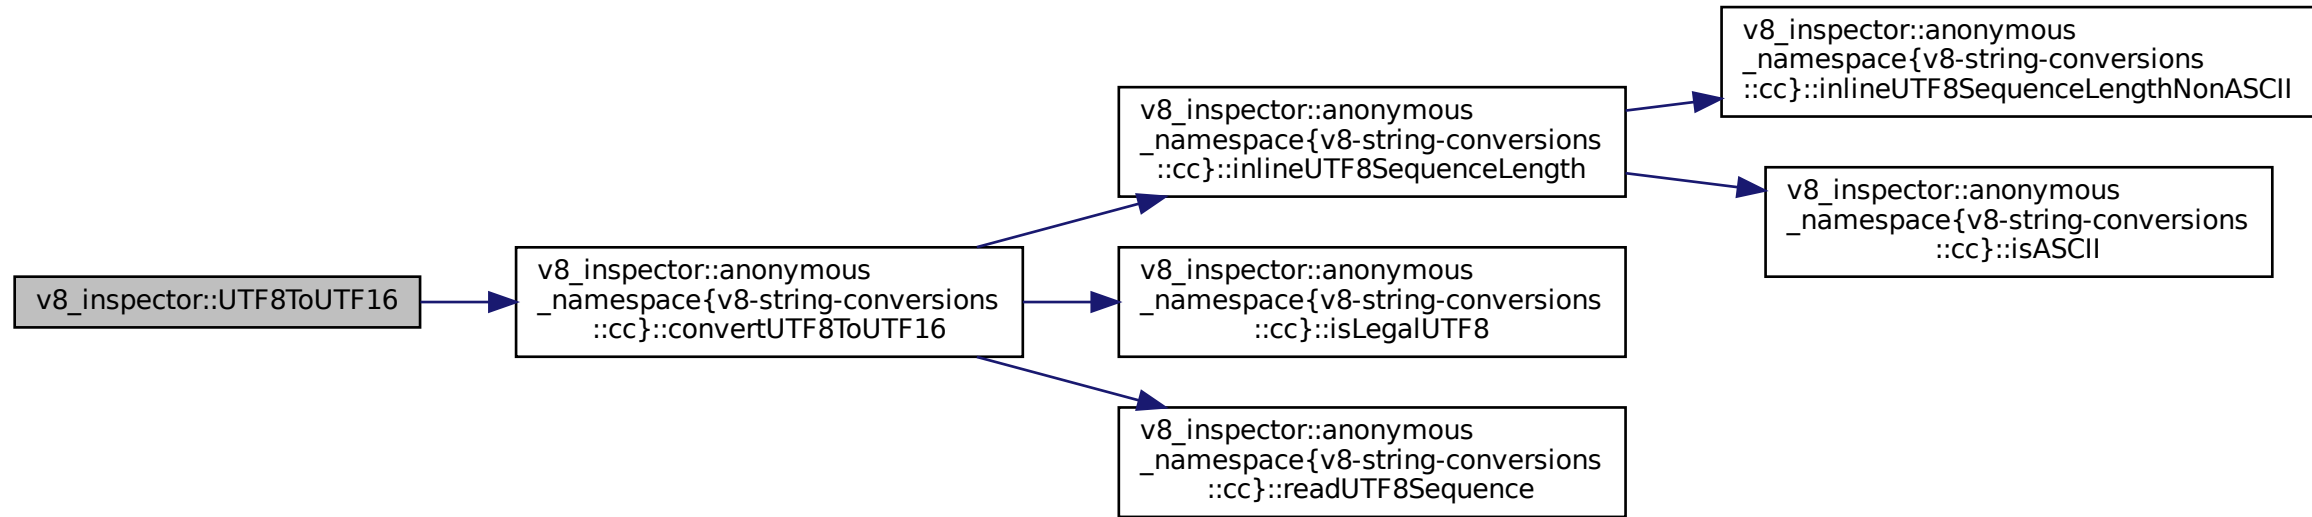 v8_inspector::UTF8ToUTF16
v8_inspector::anonymous
_namespace{v8-string-conversions
::cc}::convertUTF8ToUTF16
v8_inspector::anonymous
_namespace{v8-string-conversions
::cc}::inlineUTF8SequenceLength
v8_inspector::anonymous
_namespace{v8-string-conversions
::cc}::inlineUTF8SequenceLengthNonASCII
v8_inspector::anonymous
_namespace{v8-string-conversions
::cc}::isASCII
v8_inspector::anonymous
_namespace{v8-string-conversions
::cc}::isLegalUTF8
v8_inspector::anonymous
_namespace{v8-string-conversions
::cc}::readUTF8Sequence